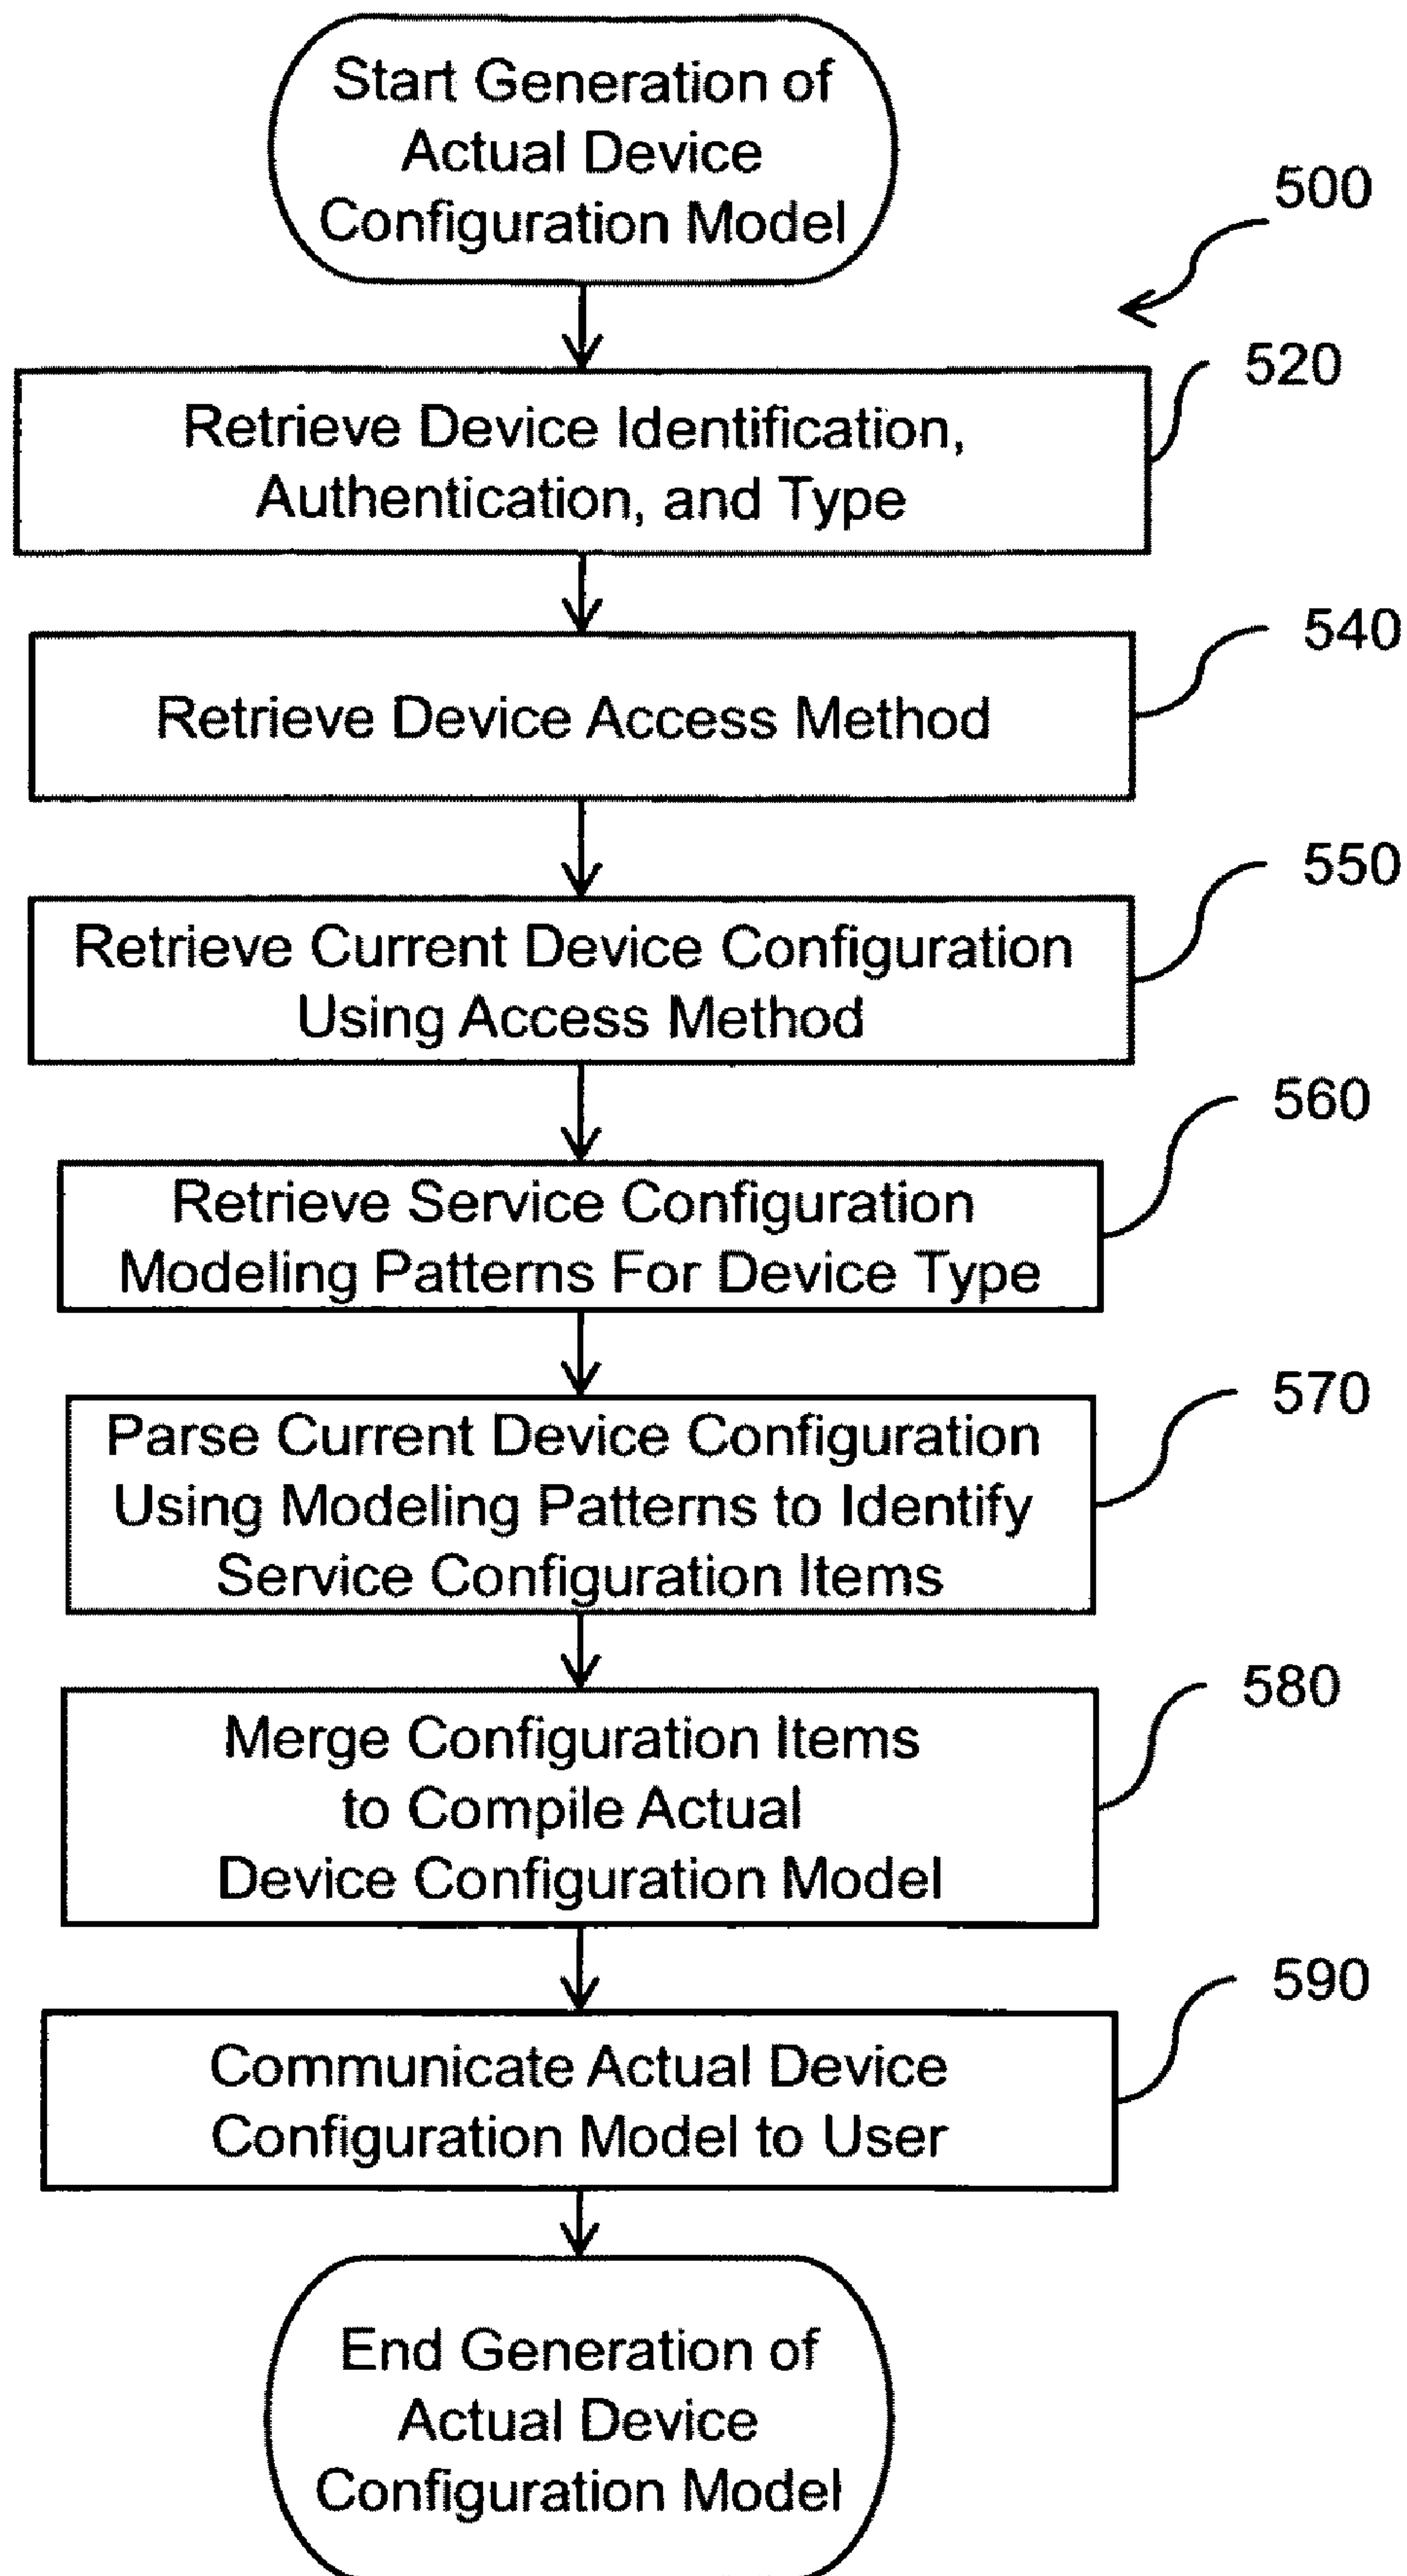 Start Generation of
Actual Device
Configuration Model
500
520
Retrieve Device Identification,
Authentication, and Type
540
Retrieve Device Access Method
550
Retrieve Current Device Configuration
Using Access Method
560
Retrieve Service Configuration
Modeling Patterns For Device Type
570
Parse Current Device Configuration
Using Modeling Patterns to Identify
Service Configuration Items
580
Merge Configuration Items
to Compile Actual
Device Configuration Model
590
Communicate Actual Device
Configuration Model to User
End Generation of
Actual Device
Configuration Model